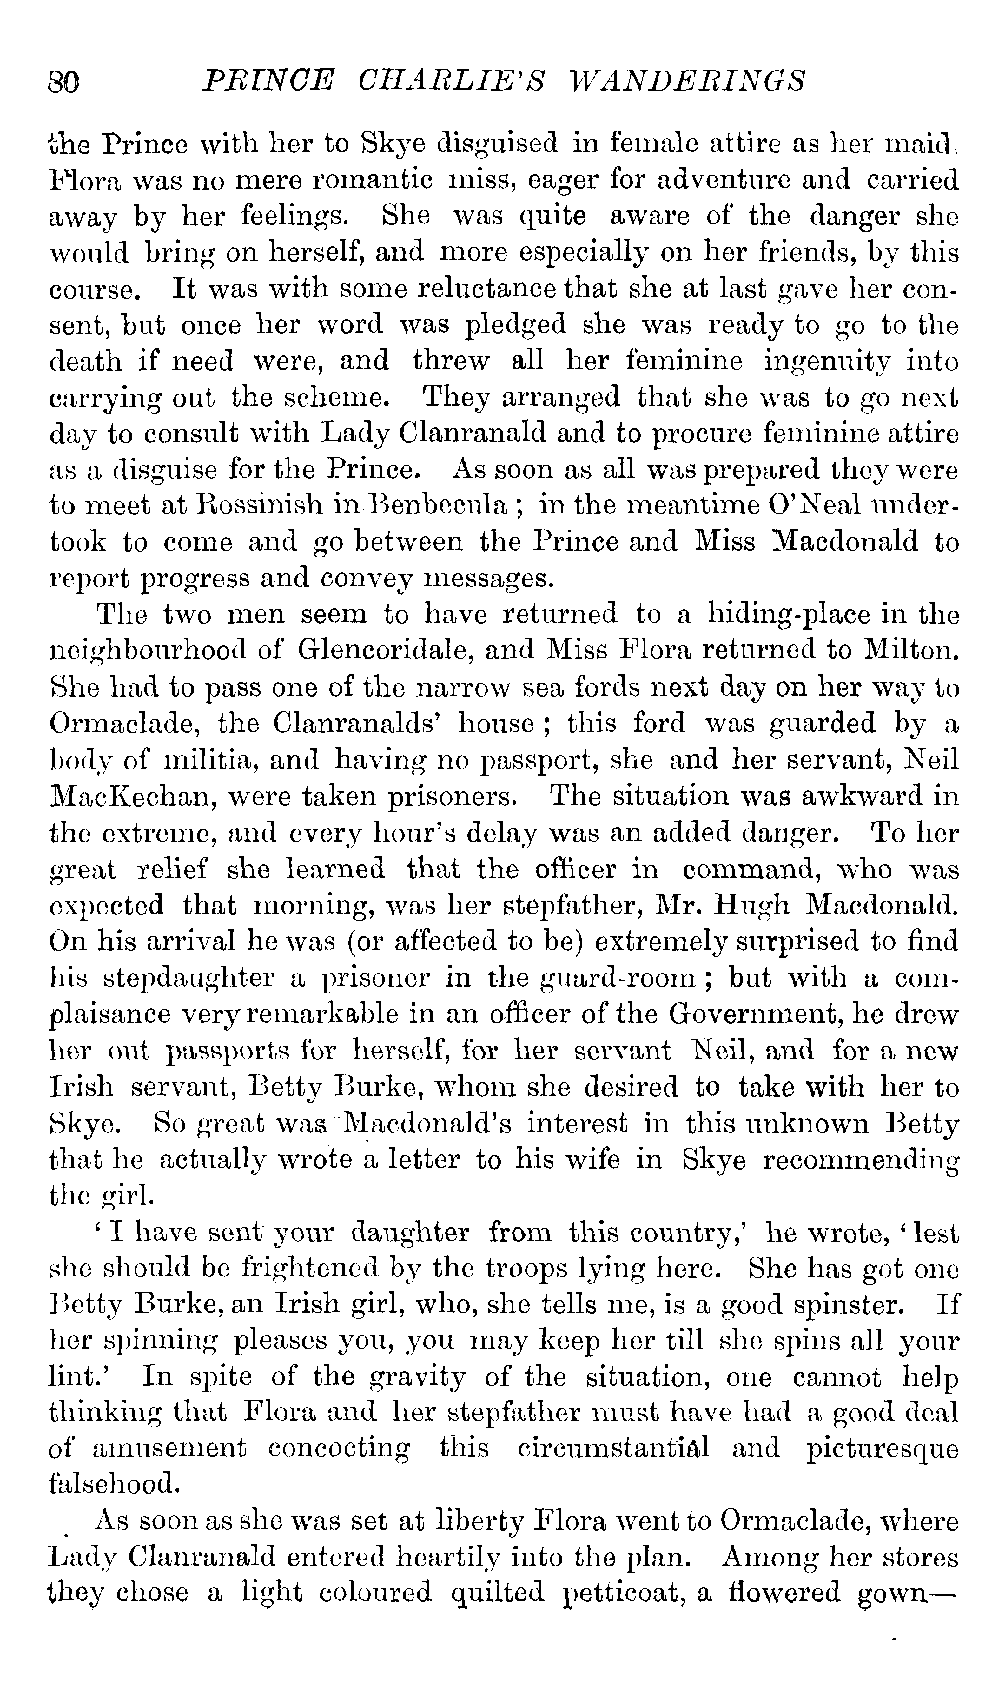 80 PRINCE CHARLIE'S WANDERINGS
the Prince with her to Skye disguised in female attire as her maid.
Flora was no mere romantic miss, eager for adventure and carried
away by her feelings. She was quite aware of the danger she
would bring on herself, and more especially on her friends, by this
course. It was with some reluctance that she at last gave her con-
sent, but once her word was pledged she was ready to go to the
death if need were, and threw all her feminine ingenuity into
carrying out the scheme. They arranged that she was to go next
day to consult with Lady Clanranald and to procure feminine attire
as a disguise for the Prince. As soon as all was prepared they were
to meet at Rossinish in Benbecula ; in the meantime O'Neal under-
took to come and go between the Prince and Miss Macdonald to
report progress and convey messages.
The two men seem to have returned to a hiding-place in the
neighbourhood of Glencoridale, and Miss Flora returned to Milton.
She had to pass one of the narrow sea fords next day on her way to
Ormaclade, the Clanranalds' house ; this ford was guarded by a
body of militia, and having no passport, she and her servant, Neil
MacKechan, were taken prisoners. The situation was awkward in
the extreme, and every hour's delay was an added danger. To her
great relief she learned that the officer in command, who was
expected that morning, was her stepfather, Mr. Hugh Macdonald.
On his arrival he was (or affected to be) extremely surprised to find
his stepdaughter a prisoner in the guard-room ; but with a com-
plaisance very remarkable in an officer of the Government, he drew
her out passports for herself, for her servant Neil, and for a new
Irish servant, Betty Burke, whom she desired to take with her to
Skye. So great was Macdonald's interest in this unknown Betty
that he actually wrote a letter to his wife in Skye recommending
the girl.
' I have sent your daughter from this country,' he wrote, ' lest
she should be frightened by the troops lying here. She has got one
Betty Burke, an Irish girl, who, she tells me, is a good spinster. If
her spinning pleases you, you may keep her till she spins all your
lint.' In spite of the gravity of the situation, one cannot help
thinking that Flora and her stepfather must have had a good deal
of amusement concocting this circumstantial and picturesque
falsehood.
As soon as she was set at liberty Flora went to Ormaclade, where
Lady Clanranald entered heartily into the plan. Among her stores
they chose a light coloured quilted petticoat, a flowered gown—